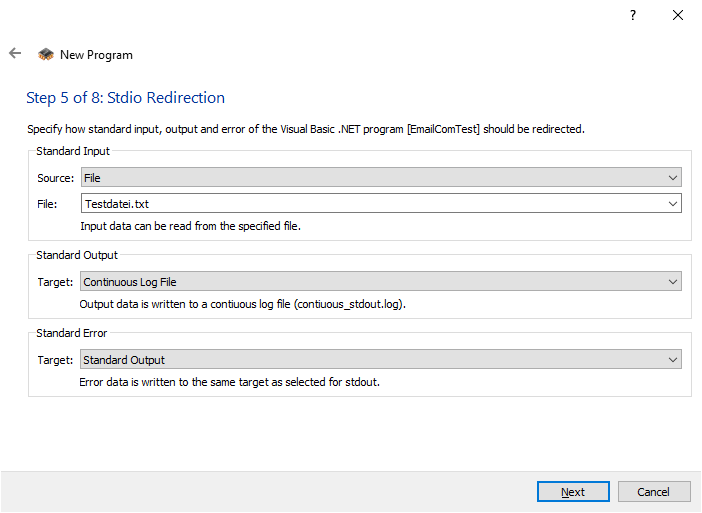 ?
New Program
Step 5 of 8: Stdio Redirection
Specify how standard input, output and error of the Visual Basic .NET program [EmailComTest] should be redirected.
Standard Input
Source: File
File: Testdatei.txt
Input data can be read from the specified file.
Standard Output
Target: Continuous Log File
Output data is written to a contiuous log file (contiuous_stdout.log).
Standard Error
Target: Standard Output
Error data is written to the same target as selected for stdout.
Next Cancel